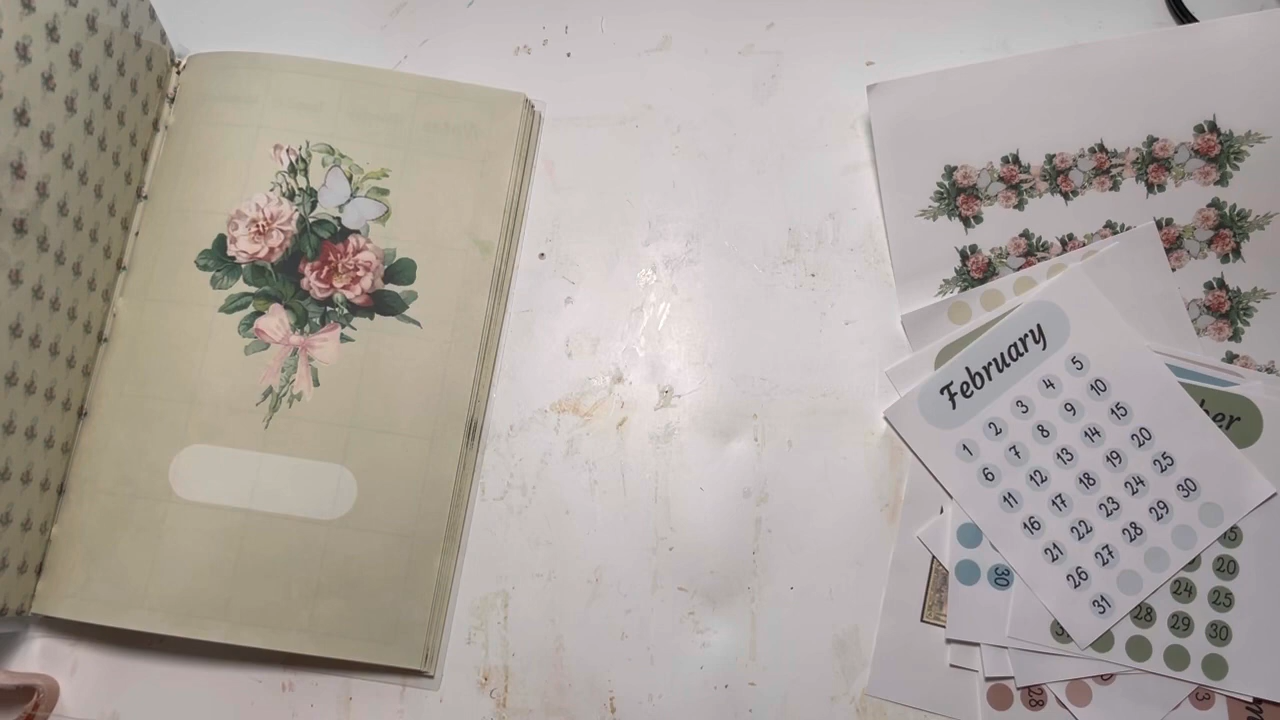 February
1 2 3 4 5
6 7 8 9 10
11 12 13 14 15
16 17 18 19 20
21 22 23 24 25
26 27 28 29 30
31
ber
15
20
24 25
28 29 30
30
28